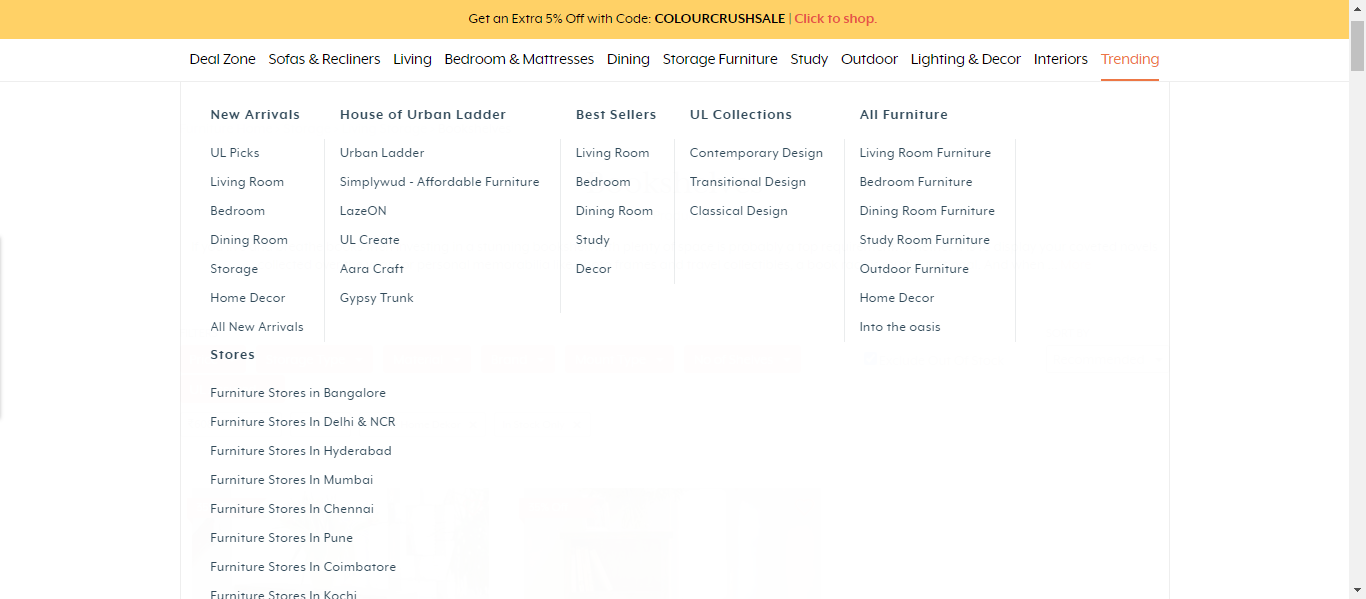 Get an Extra 5% Off with Code: COLOURCRUSHSALE | Click to shop.
Deal Zone Sofas & Recliners Living Bedroom & Mattresses Dining Storage Furniture Study Outdoor Lighting & Decor Interiors Trending
New Arrivals
UL Picks
Living Room
Bedroom
Dining Room
Storage
Home Decor
All New Arrivals
House of Urban Ladder
Urban Ladder
Simplywud - Affordable Furniture
LazeON
UL Create
Aara Craft
Gypsy Trunk
Best Sellers
Living Room
Bedroom
Dining Room
Study
Decor
UL Collections
Contemporary Design
Transitional Design
Classical Design
All Furniture
Living Room Furniture
Bedroom Furniture
Dining Room Furniture
Study Room Furniture
Outdoor Furniture
Home Decor
Into the oasis
Stores
Furniture Stores in Bangalore
Furniture Stores In Delhi & NCR
Furniture Stores In Hyderabad
Furniture Stores In Mumbai
Furniture Stores In Chennai
Furniture Stores In Pune
Furniture Stores In Coimbatore
Furniture Stores In Kochi